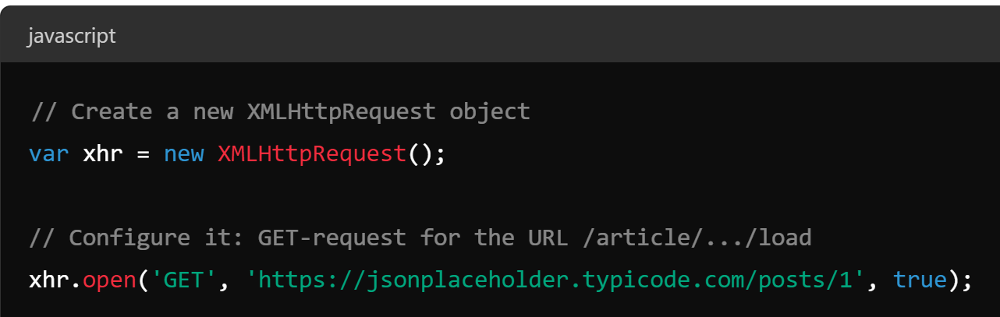 javascript
// Create a new XMLHttpRequest object
var xhr = new XMLHttpRequest();
// Configure it: GET-request for the URL /article/.../load
xhr.open('GET', 'https://jsonplaceholder.typicode.com/posts/1', true);